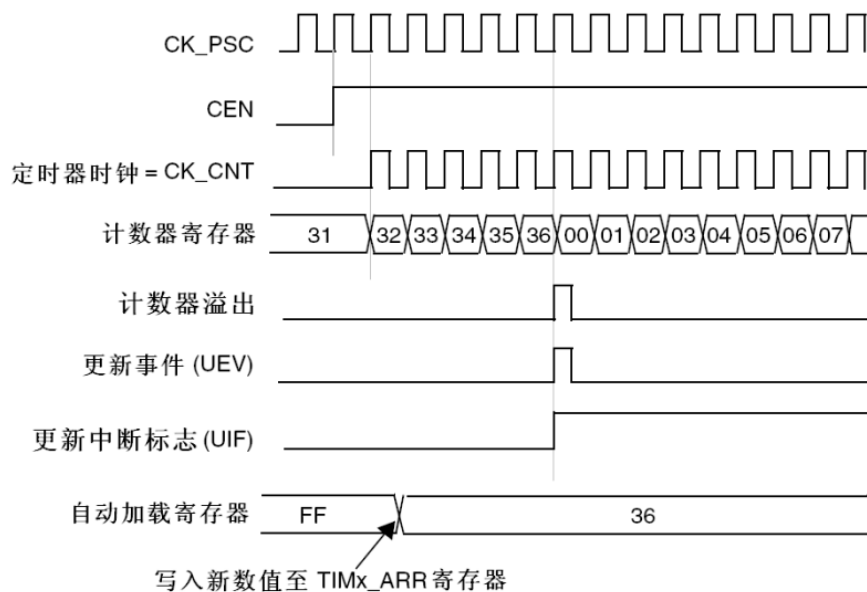 CK_PSC
CEN
定时器时钟 = CK_CNT
计数器寄存器 31 32 33 34 35 36 00 01 02 03 04 05 06 07
计数器溢出
更新事件 (UEV)
更新中断标志 (UIF)
自动加载寄存器 FF 36
写入新数值至 TIMx_ARR 寄存器